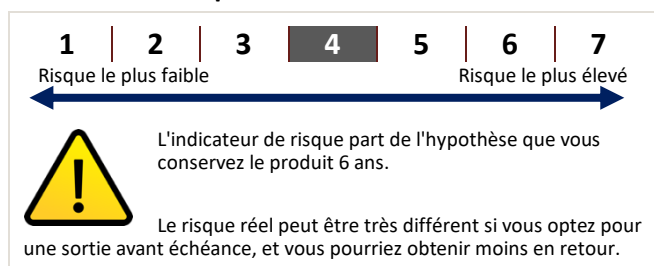 1 2 3 4 5 6 7
Risque le plus faible Risque le plus élevé
L'indicateur de risque part de l'hypothèse que vous
conservez le produit 6 ans.
Le risque réel peut être très différent si vous optez pour
une sortie avant échéance, et vous pourriez obtenir moins en retour.